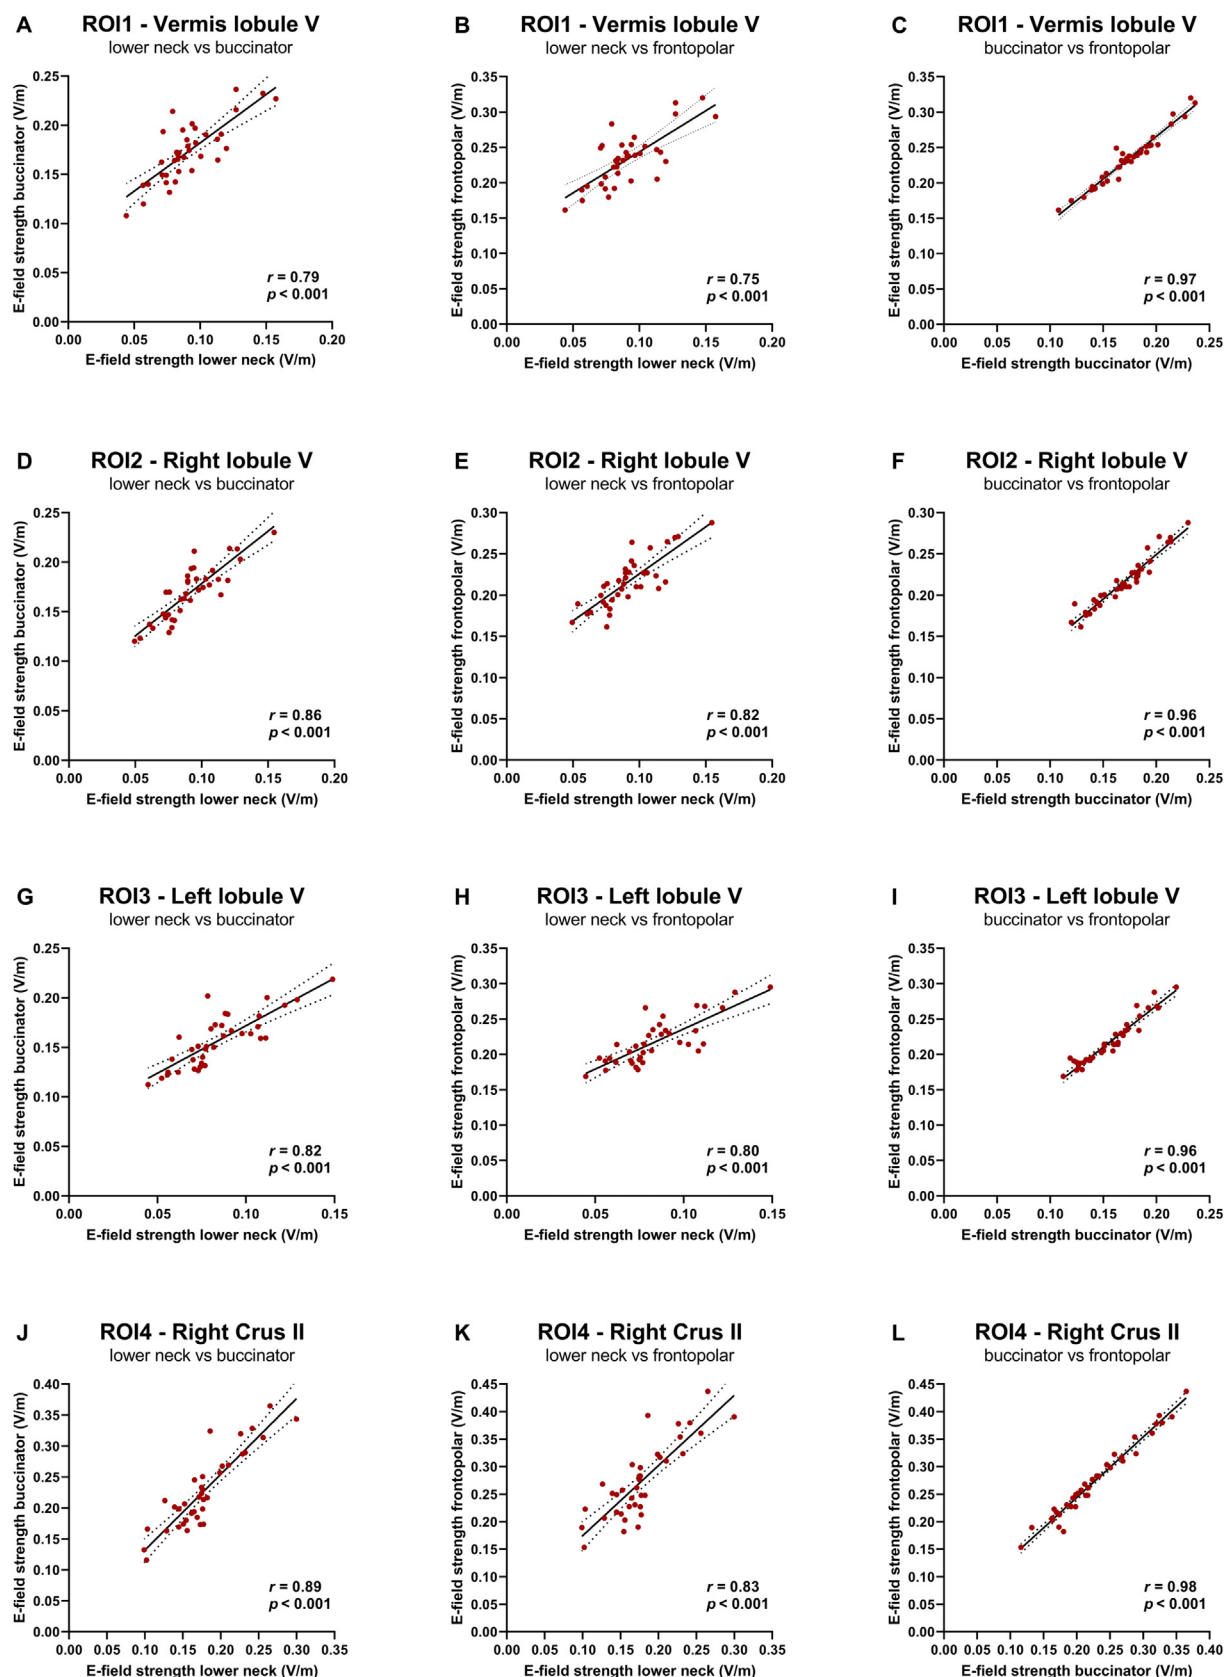 A ROI1 - Vermis lobule V
lower neck vs buccinator
E-field strength buccinator (V/m)
0.25
0.20
0.15
0.10
0.05
0.00
r = 0.79
p < 0.001
0.00 0.05 0.10 0.15 0.20
E-field strength lower neck (V/m)
B ROI1 - Vermis lobule V
lower neck vs frontopolar
E-field strength frontopolar (V/m)
0.35
0.30
0.25
0.20
0.15
0.10
0.05
0.00
r = 0.75
p < 0.001
0.00 0.05 0.10 0.15 0.20
E-field strength lower neck (V/m)
C ROI1 - Vermis lobule V
buccinator vs frontopolar
E-field strength frontopolar (V/m)
0.35
0.30
0.25
0.20
0.15
0.10
0.05
0.00
r = 0.97
p < 0.001
0.00 0.05 0.10 0.15 0.20 0.25
E-field strength buccinator (V/m)
D ROI2 - Right lobule V
lower neck vs buccinator
E-field strength buccinator (V/m)
0.25
0.20
0.15
0.10
0.05
0.00
r = 0.86
p < 0.001
0.00 0.05 0.10 0.15 0.20
E-field strength lower neck (V/m)
E ROI2 - Right lobule V
lower neck vs frontopolar
E-field strength frontopolar (V/m)
0.30
0.25
0.20
0.15
0.10
0.05
0.00
r = 0.82
p < 0.001
0.00 0.05 0.10 0.15 0.20
E-field strength lower neck (V/m)
F ROI2 - Right lobule V
buccinator vs frontopolar
E-field strength frontopolar (V/m)
0.30
0.25
0.20
0.15
0.10
0.05
0.00
r = 0.96
p < 0.001
0.00 0.05 0.10 0.15 0.20 0.25
E-field strength buccinator (V/m)
G ROI3 - Left lobule V
lower neck vs buccinator
E-field strength buccinator (V/m)
0.25
0.20
0.15
0.10
0.05
0.00
r = 0.82
p < 0.001
0.00 0.05 0.10 0.15
E-field strength lower neck (V/m)
H ROI3 - Left lobule V
lower neck vs frontopolar
E-field strength frontopolar (V/m)
0.35
0.30
0.25
0.20
0.15
0.10
0.05
0.00
r = 0.80
p < 0.001
0.00 0.05 0.10 0.15
E-field strength lower neck (V/m)
I ROI3 - Left lobule V
buccinator vs frontopolar
E-field strength frontopolar (V/m)
0.35
0.30
0.25
0.20
0.15
0.10
0.05
0.00
r = 0.96
p < 0.001
0.00 0.05 0.10 0.15 0.20 0.25
E-field strength buccinator (V/m)
J ROI4 - Right Crus II
lower neck vs buccinator
E-field strength buccinator (V/m)
0.40
0.35
0.30
0.25
0.20
0.15
0.10
0.05
0.00
r = 0.89
p < 0.001
0.00 0.05 0.10 0.15 0.20 0.25 0.30 0.35
E-field strength lower neck (V/m)
K ROI4 - Right Crus II
lower neck vs frontopolar
E-field strength frontopolar (V/m)
0.45
0.40
0.35
0.30
0.25
0.20
0.15
0.10
0.05
0.00
r = 0.83
p < 0.001
0.00 0.05 0.10 0.15 0.20 0.25 0.30 0.35
E-field strength lower neck (V/m)
L ROI4 - Right Crus II
buccinator vs frontopolar
E-field strength frontopolar (V/m)
0.45
0.40
0.35
0.30
0.25
0.20
0.15
0.10
0.05
0.00
r = 0.98
p < 0.001
0.00 0.05 0.10 0.15 0.20 0.25 0.30 0.35 0.40
E-field strength buccinator (V/m)